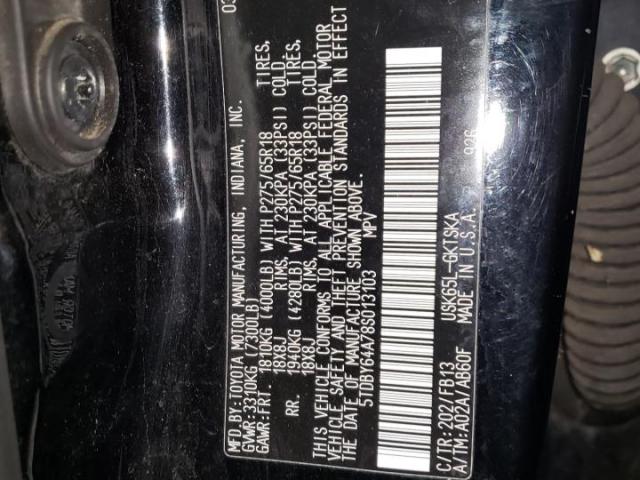 03
MFD.BY:TOYOTA MOTOR MANUFACTURING, INDIANA, INC.
GVWR:3310KG (7300LB)
GAWR:FRT. 1810KG (4000LB) WITH P275/65R18 TIRES,
18X8J RIMS, AT 230KPA (33PSI) COLD
RR. 1940KG (4280LB) WITH P275/65R18 TIRES,
18X8J RIMS, AT 230KPA (33PSI) COLD
THIS VEHICLE CONFORMS TO ALL APPLICABLE FEDERAL MOTOR
VEHICLE SAFETY AND THEFT PREVENTION STANDARDS IN EFFECT
THE DATE OF MANUFACTURE SHOWN ABOVE.
5TDBY64A78S013103 MPV
926
C/TR:202/FB13 USK65L-GKTSKA
A/TM:A02A/AB60F MADE IN U.S.A.